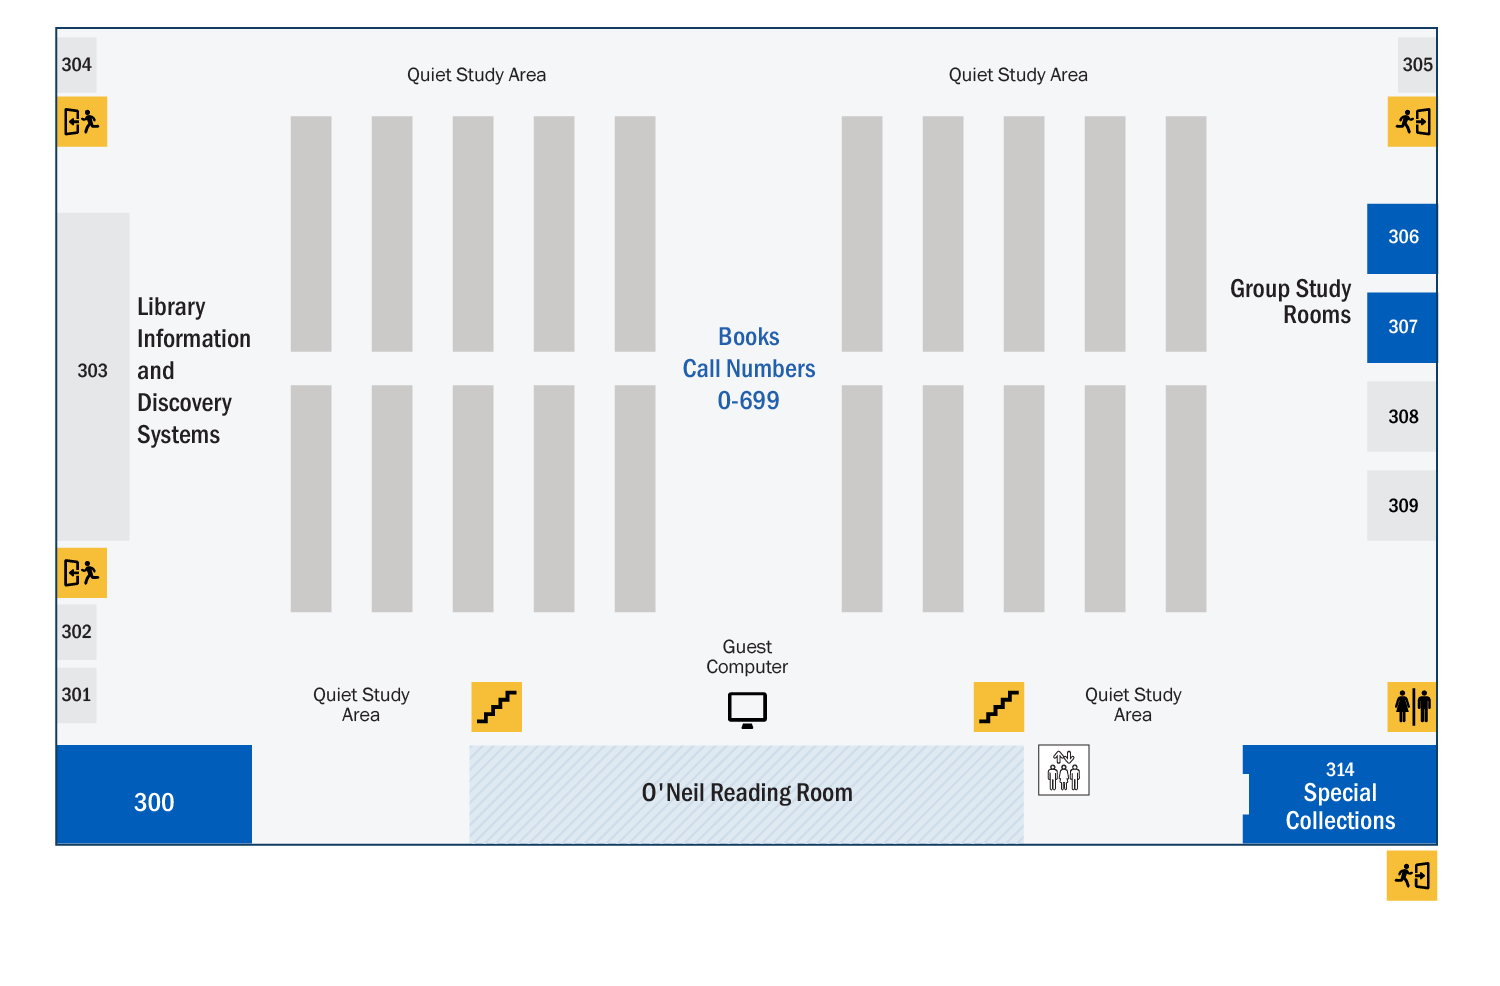 304
Quiet Study Area
Quiet Study Area
305
306
Group Study
Rooms
307
Library
Information
and
Discovery
Systems
303
Books
Call Numbers
0-699
308
309
302
301
Guest
Computer
Quiet Study
Area
Quiet Study
Area
300
O'Neil Reading Room
314
Special
Collections